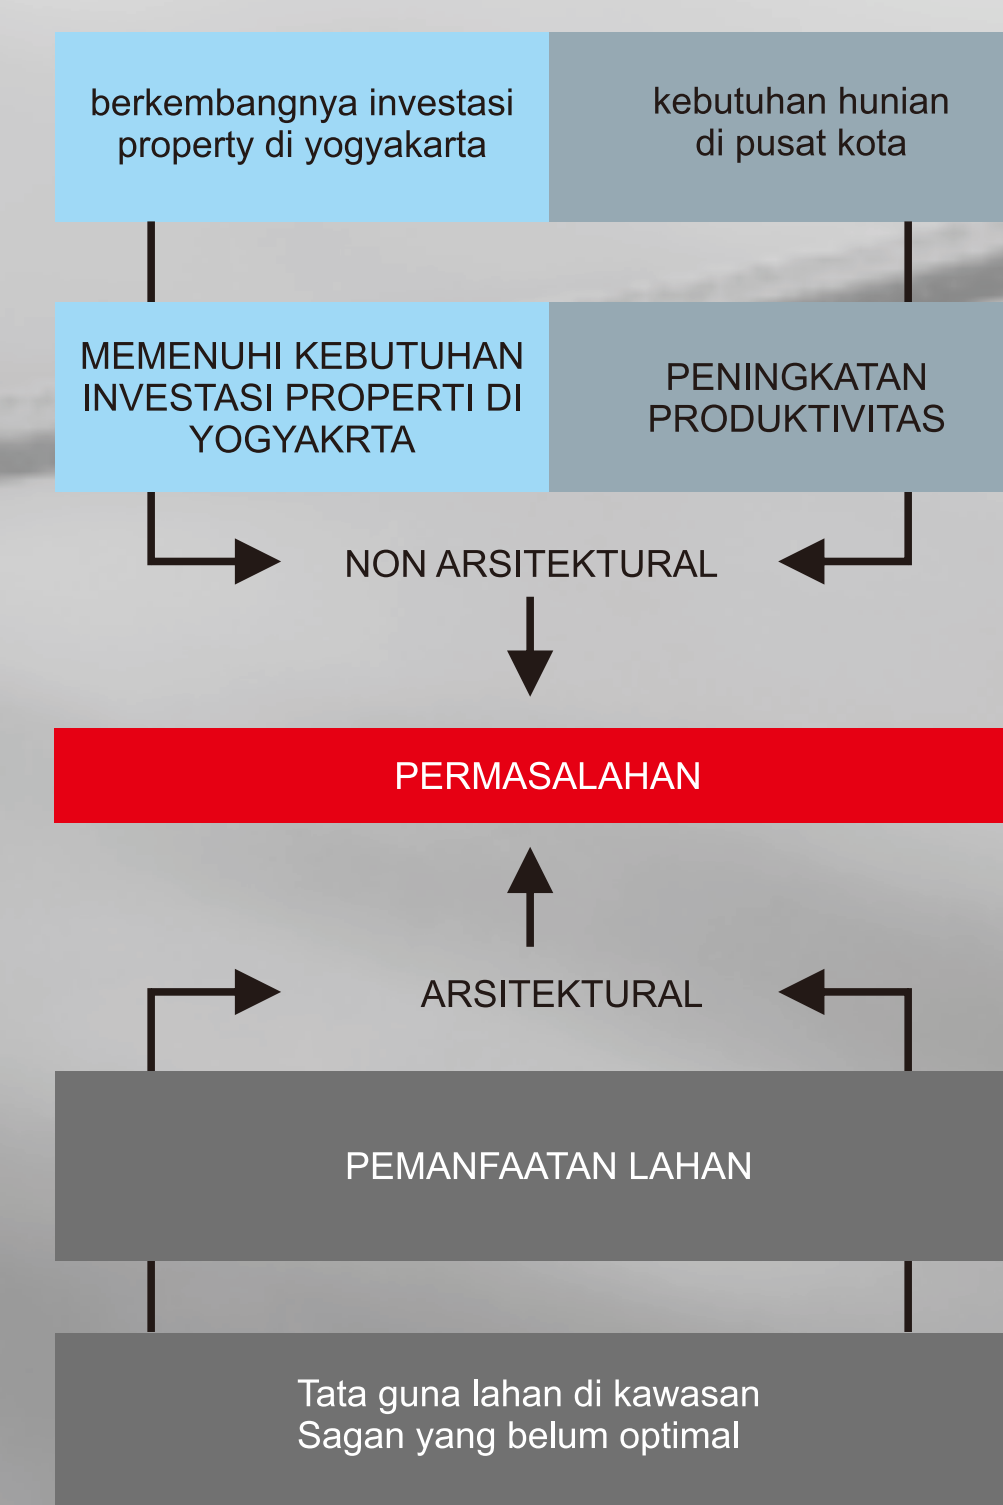 berkembangnya investasi
property di yogyakarta
kebutuhan hunian
di pusat kota
MEMENUHI KEBUTUHAN
INVESTASI PROPERTI DI
YOGYAKRTA
PENINGKATAN
PRODUKTIVITAS
NON ARSITEKTURAL
PERMASALAHAN
ARSITEKTURAL
PEMANFAATAN LAHAN
Tata guna lahan di kawasan
Sagan yang belum optimal